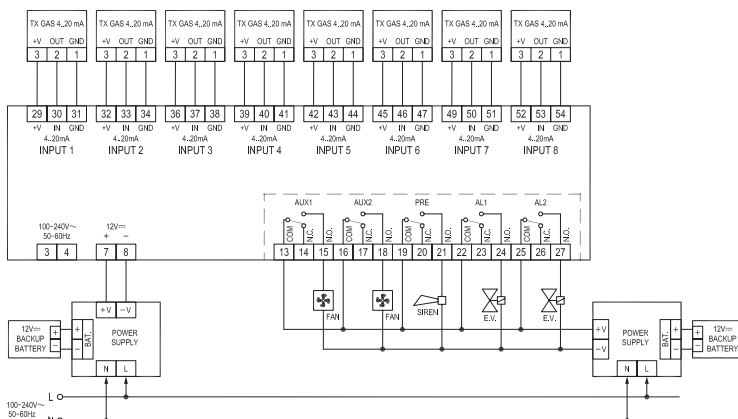 TX GAS 4..20 mA TX GAS 4..20 mA TX GAS 4..20 mA TX GAS 4..20 mA TX GAS 4..20 mA TX GAS 4..20 mA TX GAS 4..20 mA TX GAS 4..20 mA
+V OUT GND +V OUT GND +V OUT GND +V OUT GND +V OUT GND +V OUT GND +V OUT GND +V OUT GND
3 2 1 3 2 1 3 2 1 3 2 1 3 2 1 3 2 1 3 2 1 3 2 1
29 30 31 32 33 34 36 37 38 39 40 41 42 43 44 45 46 47 49 50 51 52 53 54
+V IN GND +V IN GND +V IN GND +V IN GND +V IN GND +V IN GND +V IN GND +V IN GND
4..20mA 4..20mA 4..20mA 4..20mA 4..20mA 4..20mA 4..20mA 4..20mA
INPUT 1 INPUT 2 INPUT 3 INPUT 4 INPUT 5 INPUT 6 INPUT 7 INPUT 8
AUX1 AUX2 PRE AL1 AL2
100-240V~ 12V⎓
50-60Hz + −
COM N.C. N.O. COM N.C. N.O. COM N.C. N.O. COM N.C. N.O. COM N.C. N.O.
3 4 7 8 13 14 15 16 17 18 19 20 21 22 23 24 25 26 27
FAN FAN SIREN E.V. E.V.
+V −V
12V⎓
BACKUP
BATTERY
+ −
+ −
BAT.
POWER
SUPPLY
N L
+V
−V
POWER
SUPPLY
BAT.
+ −
+ −
12V⎓
BACKUP
BATTERY
N L
100-240V~
50-60Hz
L
N